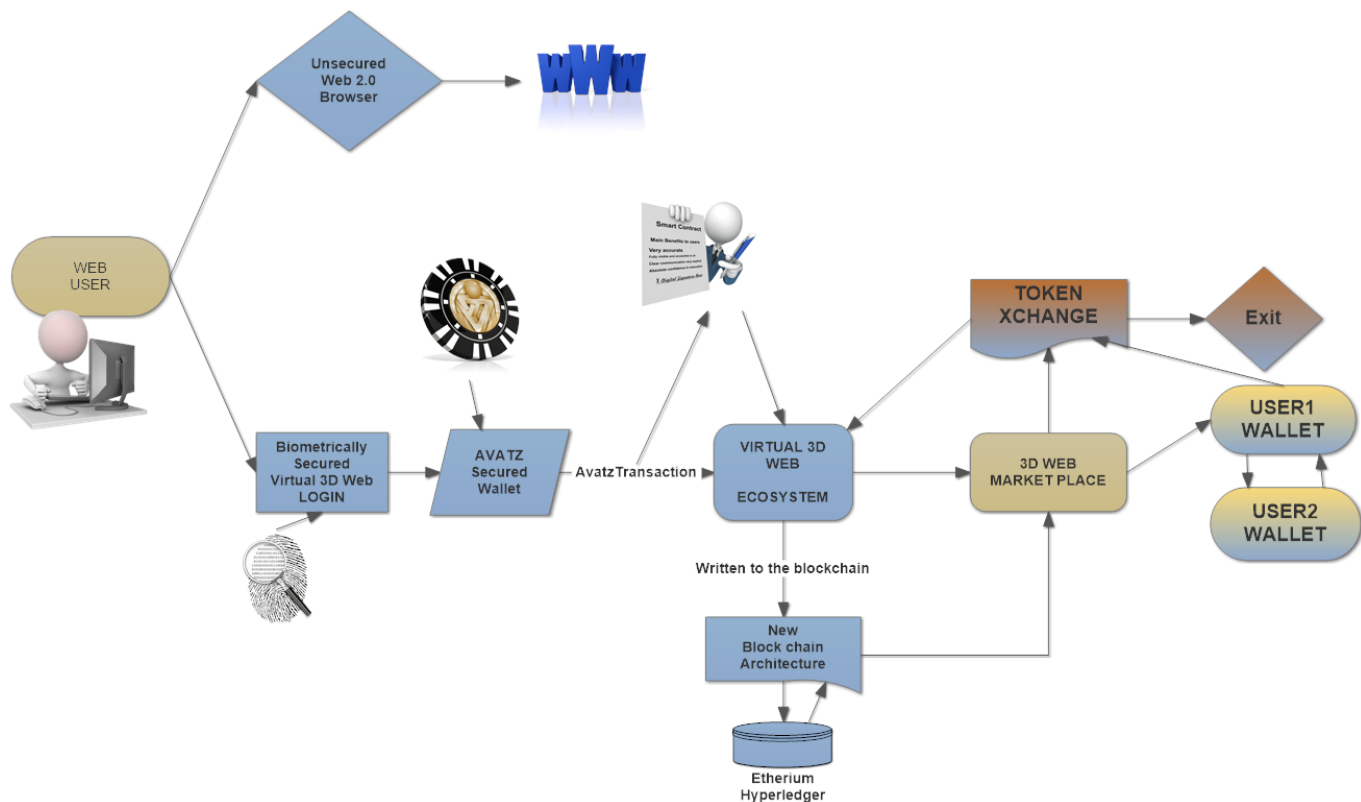 Unsecured
Web 2.0
Browser
WWW
WEB
USER
Smart Contract
Main Benefits to users
Very accurate
Biometrically
Secured
Virtual 3D Web
LOGIN
AVATZ
Secured
Wallet
AvatzTransaction
VIRTUAL 3D
WEB
ECOSYSTEM
TOKEN
XCHANGE
Exit
3D WEB
MARKET PLACE
USER1
WALLET
USER2
WALLET
Written to the blockchain
New
Block chain
Architecture
Etherium
Hyperledger